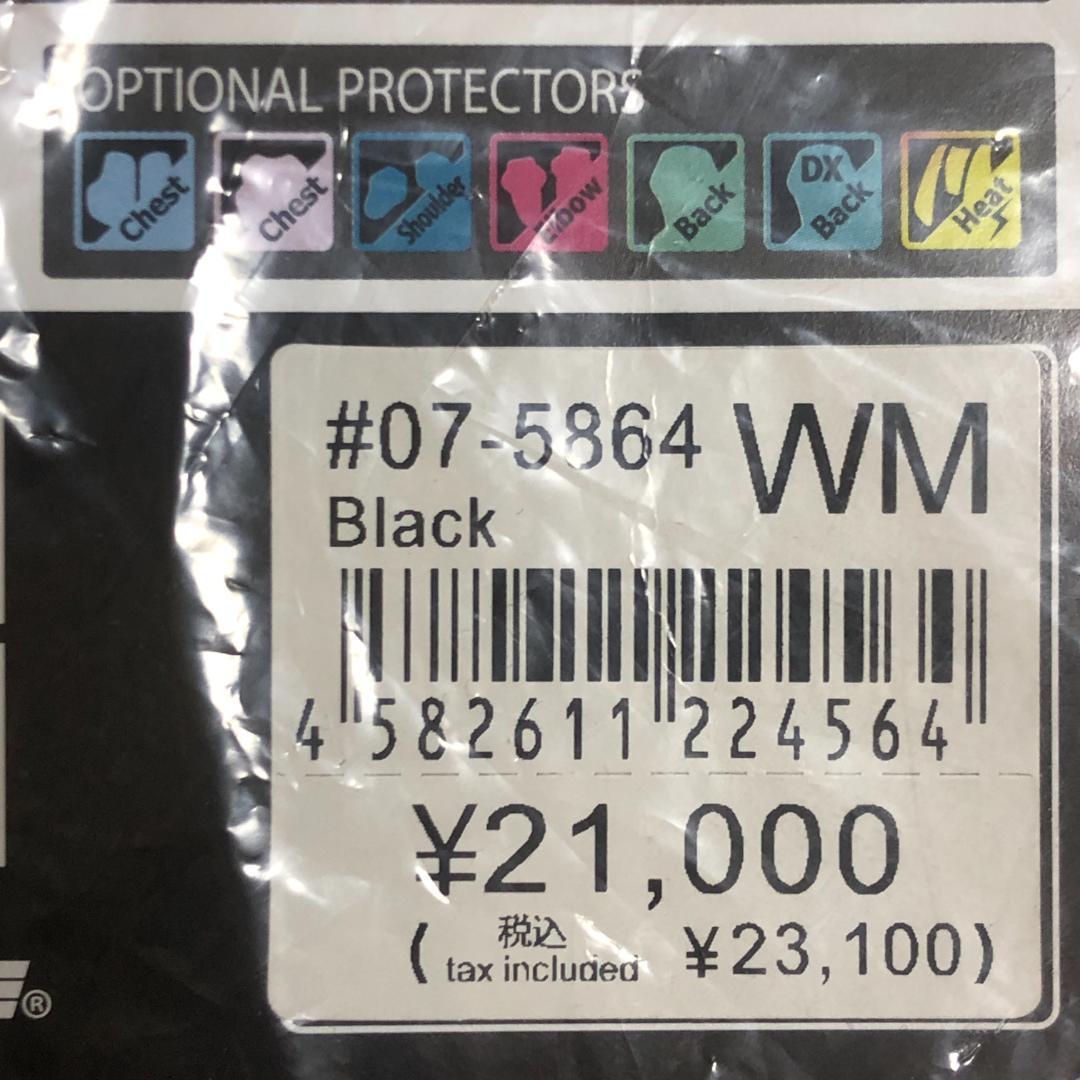 OPTIONAL PROTECTORS
Chest
Chest
Shoulder
Elbow
Back
DX
Back
Heat
#07-5864 WM
Black
4 582611 224564
¥21,000
(税込 tax included ¥23,100)
®